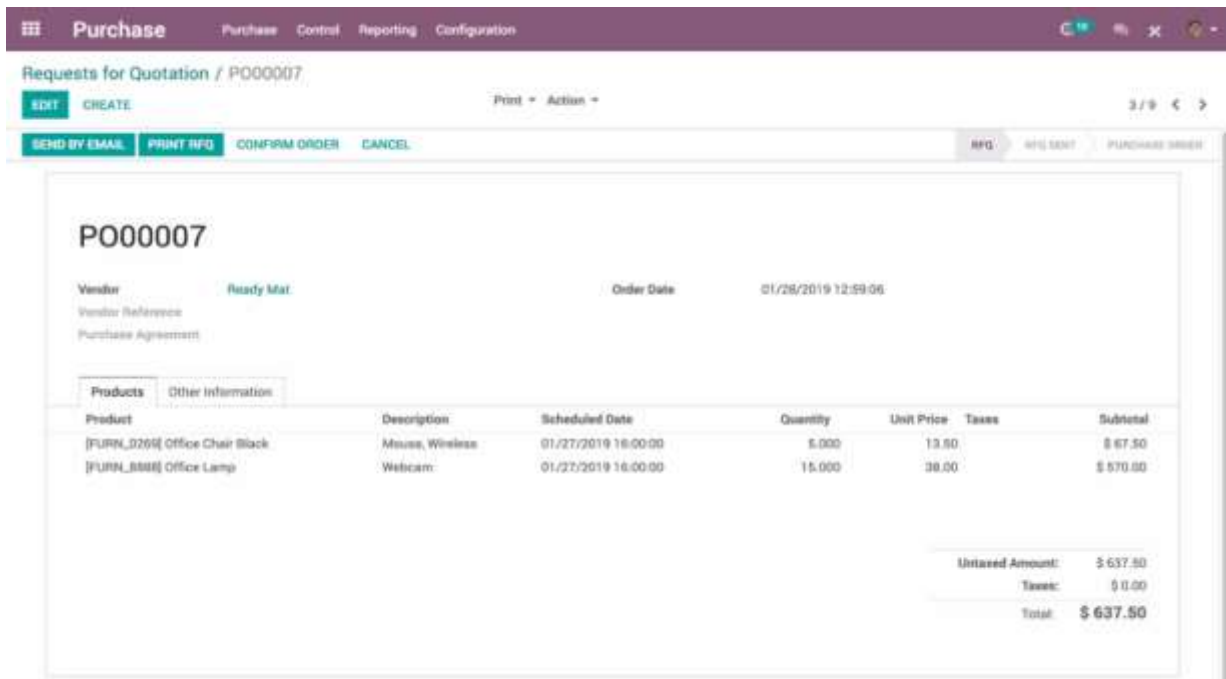 Purchase Purchase Control Reporting Configuration
Requests for Quotation / PO00007
EDIT CREATE Print Action 3 / 9
SEND BY EMAIL PRINT RFQ CONFIRM ORDER CANCEL RFQ RFQ SENT PURCHASE ORDER
PO00007
Vendor Ready Mat Order Date 01/28/2019 12:59:06
Vendor Reference
Purchase Agreement
Products Other Information
Product Description Scheduled Date Quantity Unit Price Taxes Subtotal
[FURN_0269] Office Chair Black Mouse, Wireless 01/27/2019 16:00:00 5.000 13.50 $ 67.50
[FURN_8888] Office Lamp Webcam 01/27/2019 16:00:00 15.000 38.00 $ 570.00
Untaxed Amount: $ 637.50
Taxes: $ 0.00
Total: $ 637.50